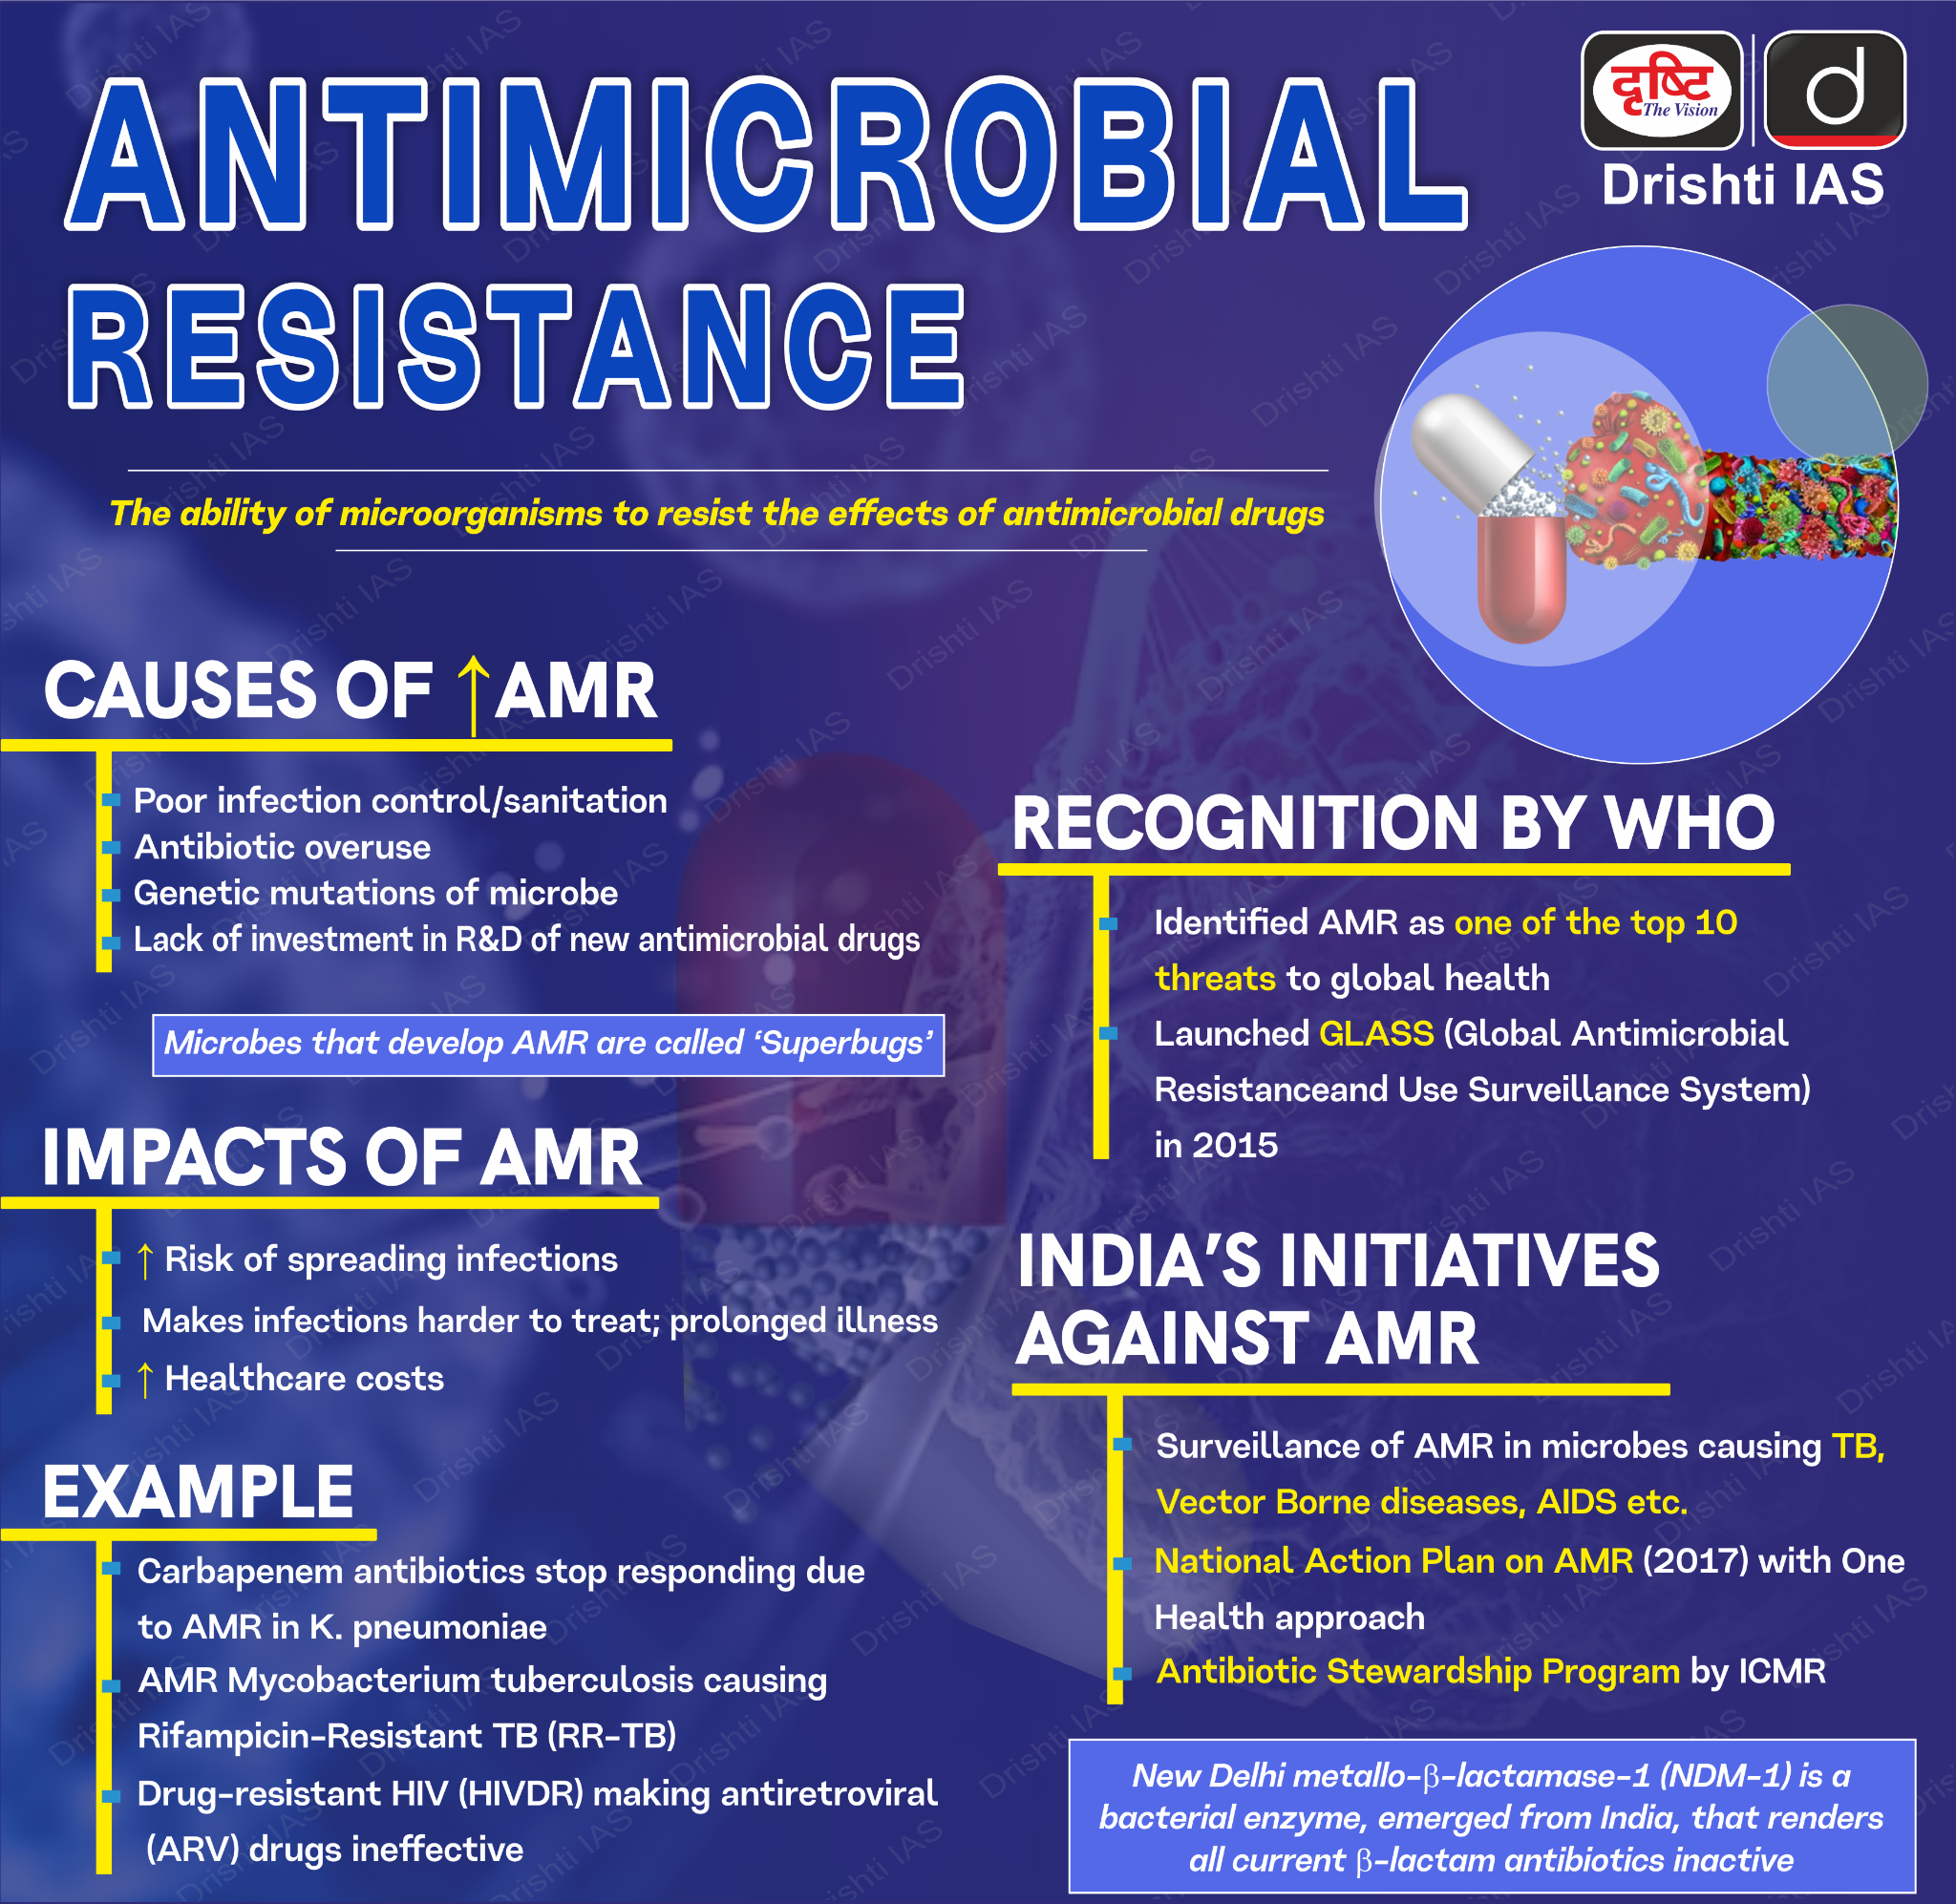 ANTIMICROBIAL
RESISTANCE
दृष्टि
The Vision
d
Drishti IAS
The ability of microorganisms to resist the effects of antimicrobial drugs
CAUSES OF ↑AMR
Poor infection control/sanitation
Antibiotic overuse
Genetic mutations of microbe
Lack of investment in R&D of new antimicrobial drugs
Microbes that develop AMR are called ‘Superbugs’
IMPACTS OF AMR
↑ Risk of spreading infections
Makes infections harder to treat; prolonged illness
↑ Healthcare costs
EXAMPLE
Carbapenem antibiotics stop responding due
to AMR in K. pneumoniae
AMR Mycobacterium tuberculosis causing
Rifampicin-Resistant TB (RR-TB)
Drug-resistant HIV (HIVDR) making antiretroviral
(ARV) drugs ineffective
RECOGNITION BY WHO
Identified AMR as one of the top 10
threats to global health
Launched GLASS (Global Antimicrobial
Resistanceand Use Surveillance System)
in 2015
INDIA’S INITIATIVES
AGAINST AMR
Surveillance of AMR in microbes causing TB,
Vector Borne diseases, AIDS etc.
National Action Plan on AMR (2017) with One
Health approach
Antibiotic Stewardship Program by ICMR
New Delhi metallo-β-lactamase-1 (NDM-1) is a
bacterial enzyme, emerged from India, that renders
all current β-lactam antibiotics inactive